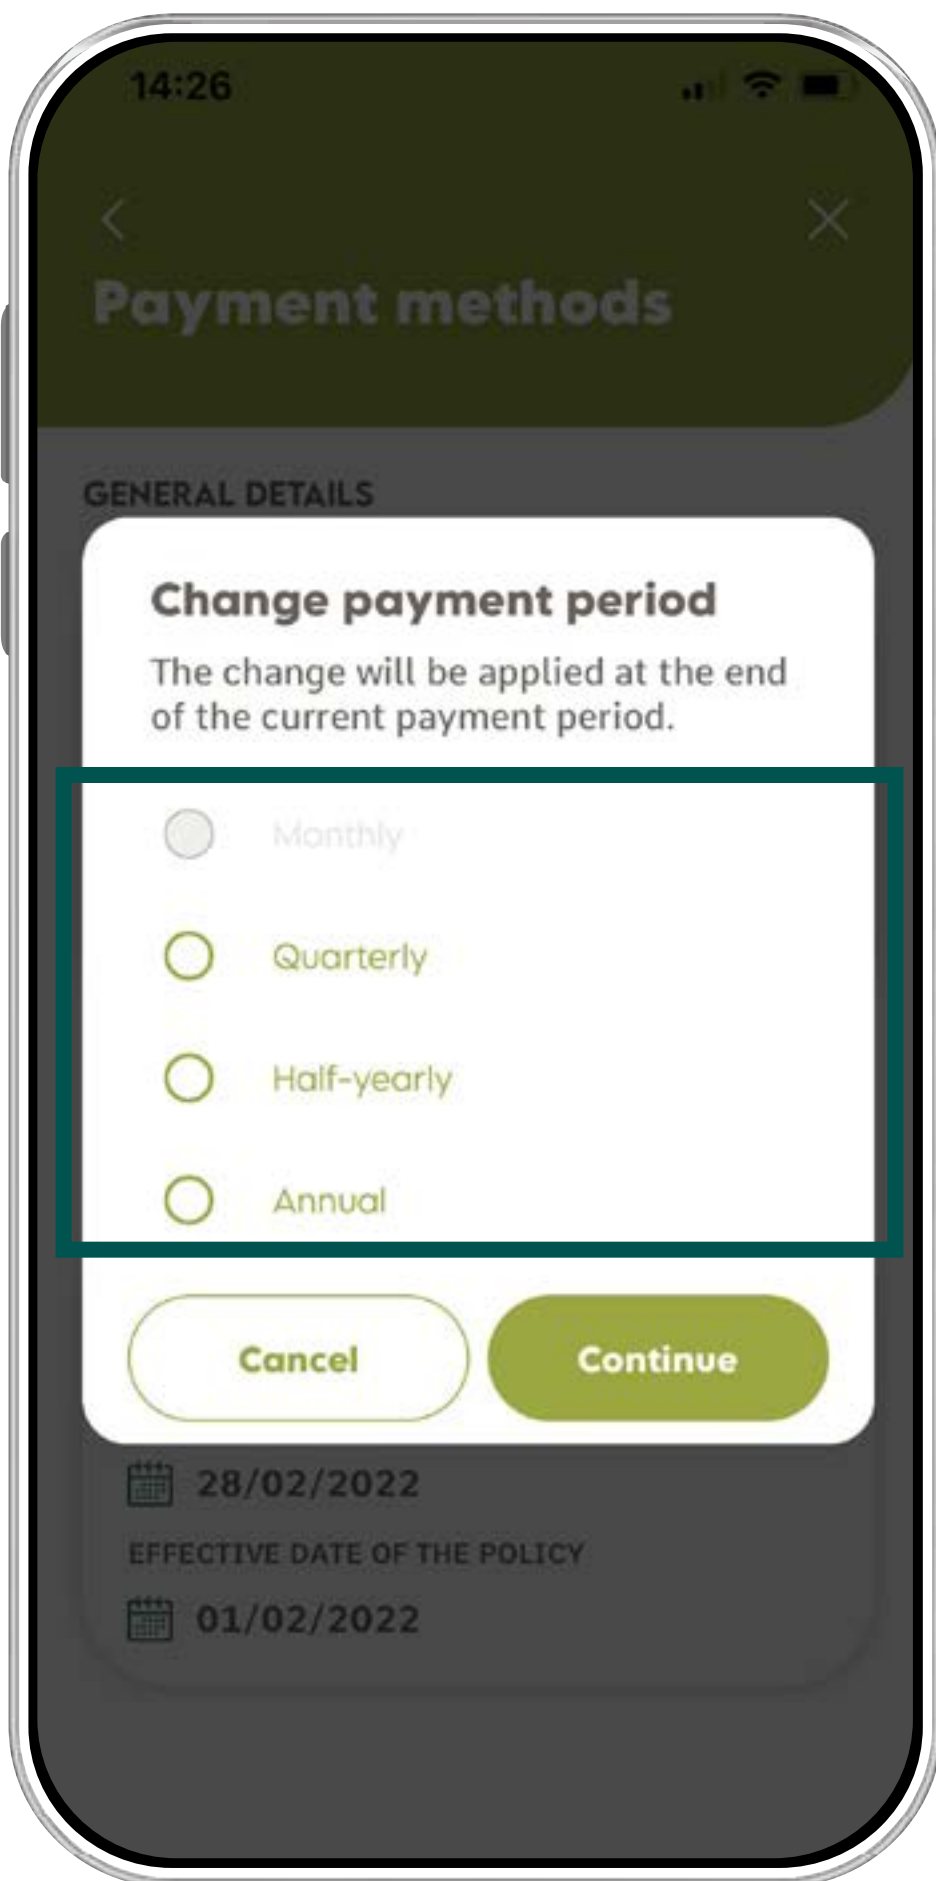 14:26
Payment methods
GENERAL DETAILS
Change payment period
The change will be applied at the end
of the current payment period.
Monthly
Quarterly
Half-yearly
Annual
Cancel
Continue
28/02/2022
EFFECTIVE DATE OF THE POLICY
01/02/2022